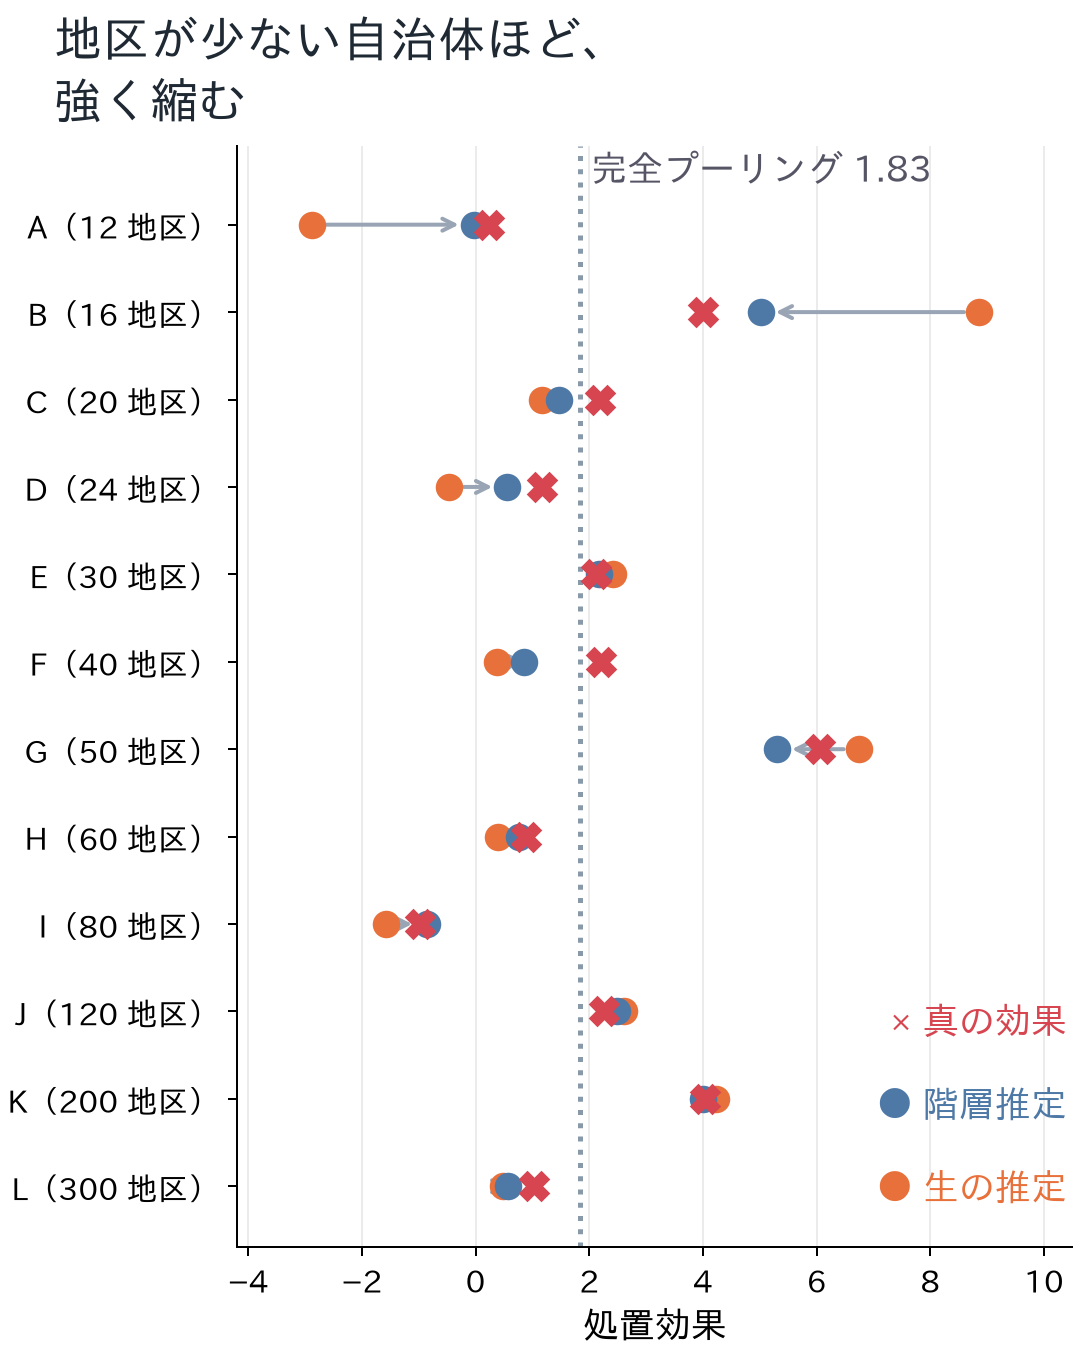 地区が少ない自治体ほど、
強く縮む
完全プーリング 1.83
A（12 地区）
B（16 地区）
C（20 地区）
D（24 地区）
E（30 地区）
F（40 地区）
G（50 地区）
H（60 地区）
I（80 地区）
J（120 地区）
K（200 地区）
L（300 地区）
× 真の効果
階層推定
生の推定
−4 −2 0 2 4 6 8 10
処置効果